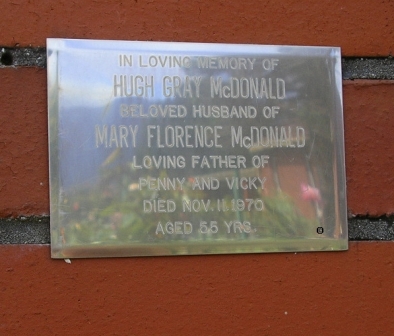 IN LOVING MEMORY OF
HUGH GRAY McDONALD
BELOVED HUSBAND OF
MARY FLORENCE McDONALD
LOVING FATHER OF
PENNY AND VICKY
DIED NOV. 11. 1970
AGED 55 YRS.